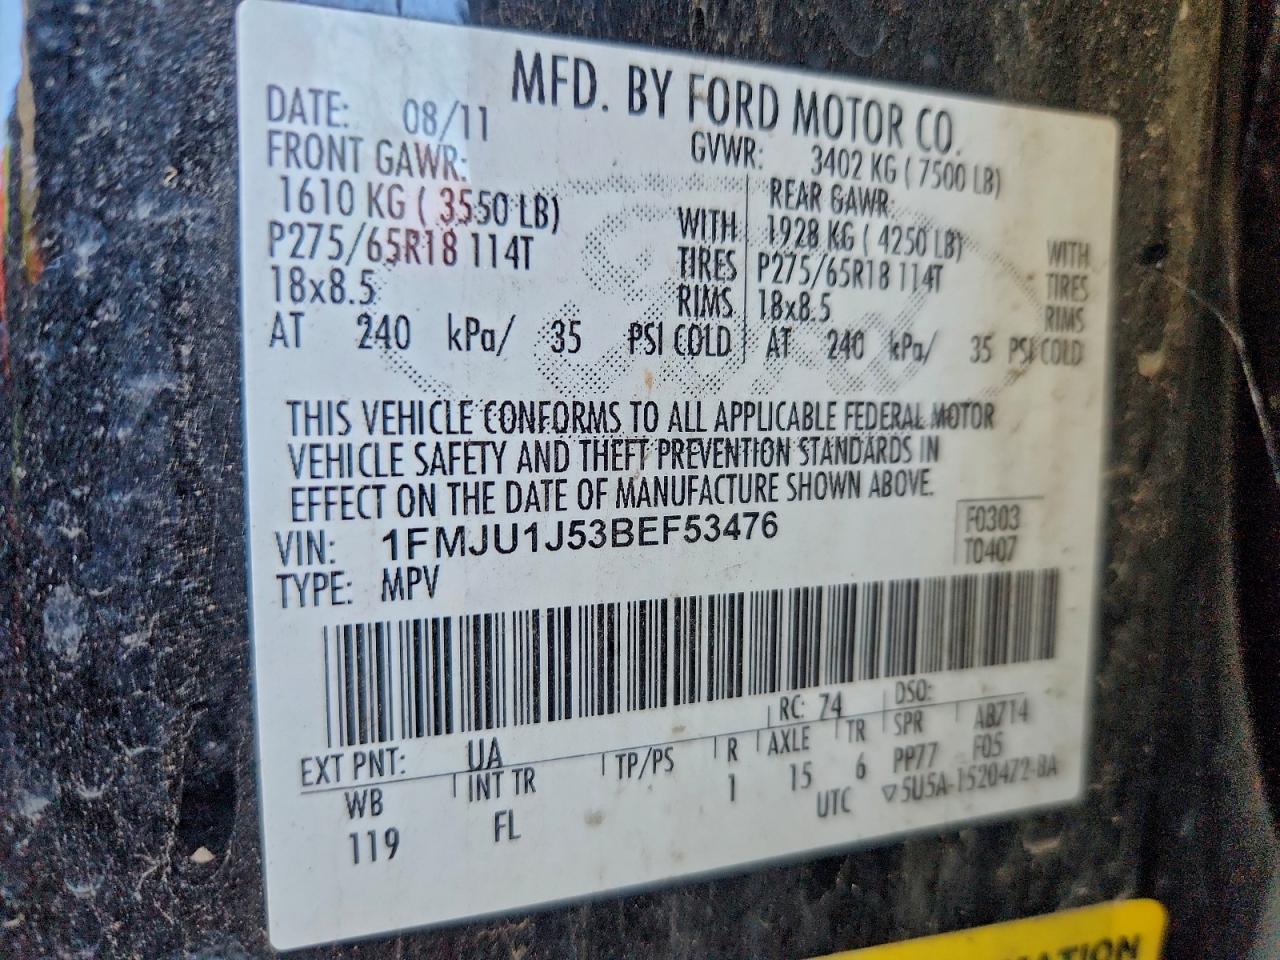 MFD. BY FORD MOTOR CO.
DATE: 08/11 GVWR: 3402 KG ( 7500 LB)
FRONT GAWR: REAR GAWR:
1610 KG ( 3550 LB) WITH 1928 KG ( 4250 LB) WITH
P275/65R18 114T TIRES P275/65R18 114T TIRES
18x8.5 RIMS 18x8.5 RIMS
AT 240 kPa/ 35 PSI COLD AT 240 kPa/ 35 PSI COLD
THIS VEHICLE CONFORMS TO ALL APPLICABLE FEDERAL MOTOR
VEHICLE SAFETY AND THEFT PREVENTION STANDARDS IN
EFFECT ON THE DATE OF MANUFACTURE SHOWN ABOVE.
VIN: 1FMJU1J53BEF53476 F0303
TYPE: MPV T0407
EXT PNT: UA RC: 74 DSO:
WB INT TR TP/PS R AXLE TR SPR AB714
119 FL 1 15 6 PP77 F05
UTC ▽5U5A-1520472-BA